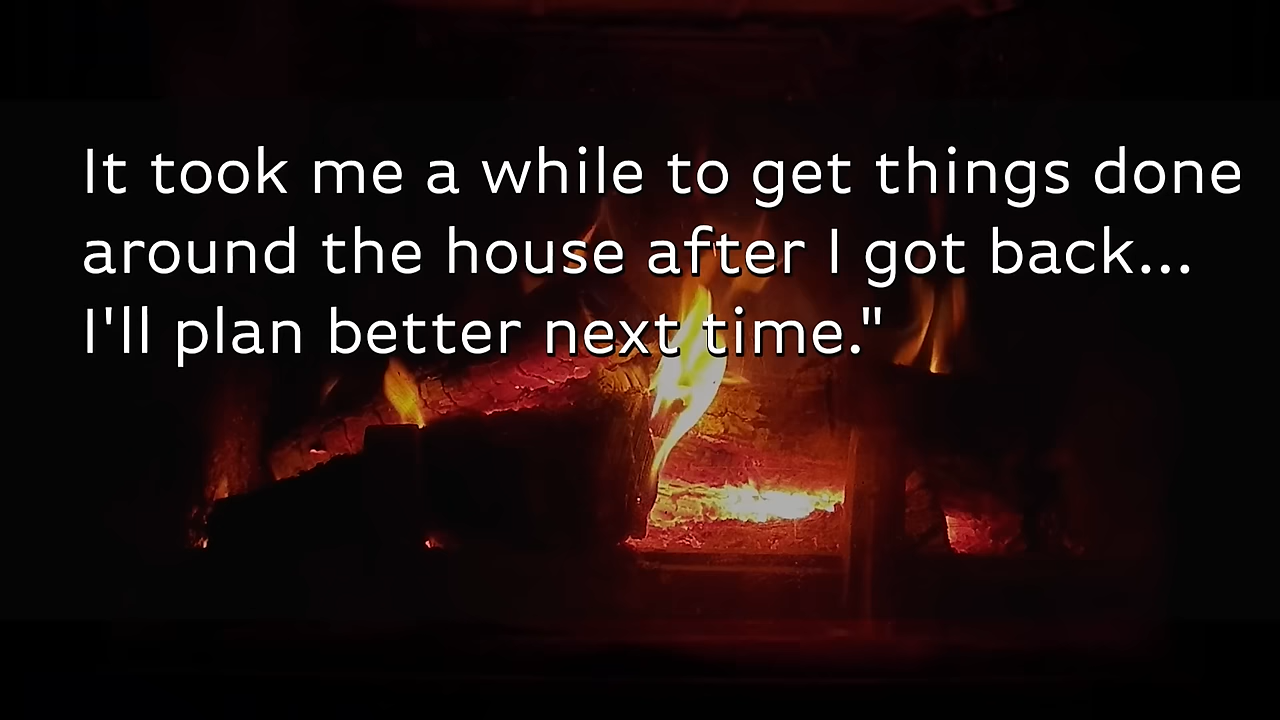 It took me a while to get things done
around the house after I got back...
I'll plan better next time."